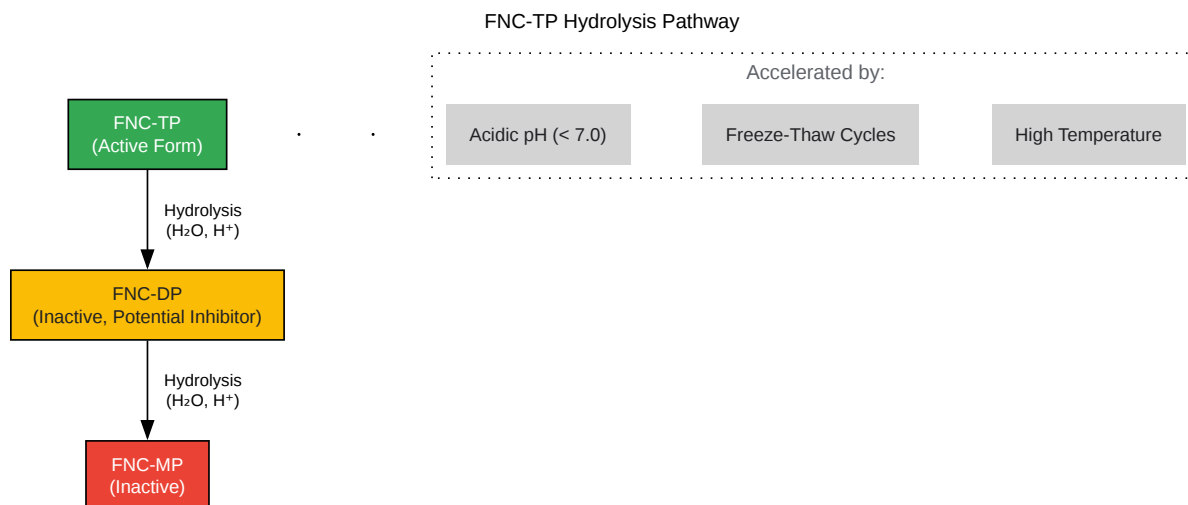 FNC-TP Hydrolysis Pathway
Accelerated by:
FNC-TP
(Active Form)
Acidic pH (< 7.0)
Freeze-Thaw Cycles
High Temperature
Hydrolysis
(H₂O, H⁺)
FNC-DP
(Inactive, Potential Inhibitor)
Hydrolysis
(H₂O, H⁺)
FNC-MP
(Inactive)